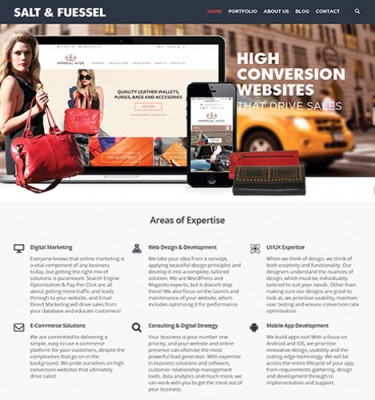 SALT & FUESSEL
HOME PORTFOLIO ABOUT US BLOG CONTACT
IMPERIAL HYDE
QUALITY LEATHER WALLETS,
PURSES, BAGS AND ACCESORIES
IMPERIAL HYDE
HIGH
CONVERSION
WEBSITES
THAT DRIVE SALES
Areas of Expertise
Digital Marketing
Everyone knows that online marketing is
a vital component of any business
today, but getting the right mix of
solutions is paramount. Search Engine
Optimisation & Pay Per Click are all
about getting more traffic and leads
through to your website, and Email
Direct Marketing will drive sales from
your database and educate customers!
Web Design & Development
We take your idea from a concept,
applying beautiful design principles and
develop it into a complete, tailored
solution. We are WordPress and
Magento experts, but it doesn't stop
there! We also focus on the launch and
maintenance of your website, which
includes optimizing it for performance.
UI/UX Expertise
When we think of design, we think of
both creativity and functionality. Our
designers understand the nuances of
design, which must be individuality
tailored to suit your needs. Other than
making sure our designs are great to
look at, we prioritise usability, maintain
user testing and ensure conversion rate
optimisation.
E-Commerce Solutions
We are committed to delivering a
simple, easy to use e-commerce
platform for your customers, despite the
complexities that go on in the
background. We pride ourselves on high
conversion websites that ultimately
drive sales!
Consulting & Digital Strategy
Your business is your number one
priority, and your website and online
presence can often be the most
powerful lead generator. With expertise
in business solutions and software,
customer relationship management
tools, data analytics and much more, we
can work with you to get the most out of
your business.
Mobile App Development
We build apps too! With a focus on
Android and iOS, we prioritise
innovative design, usability and the
cutting edge technology. We will be
across the entire lifecycle of your app,
from requirements gathering, design
and development through to
implementation and support.